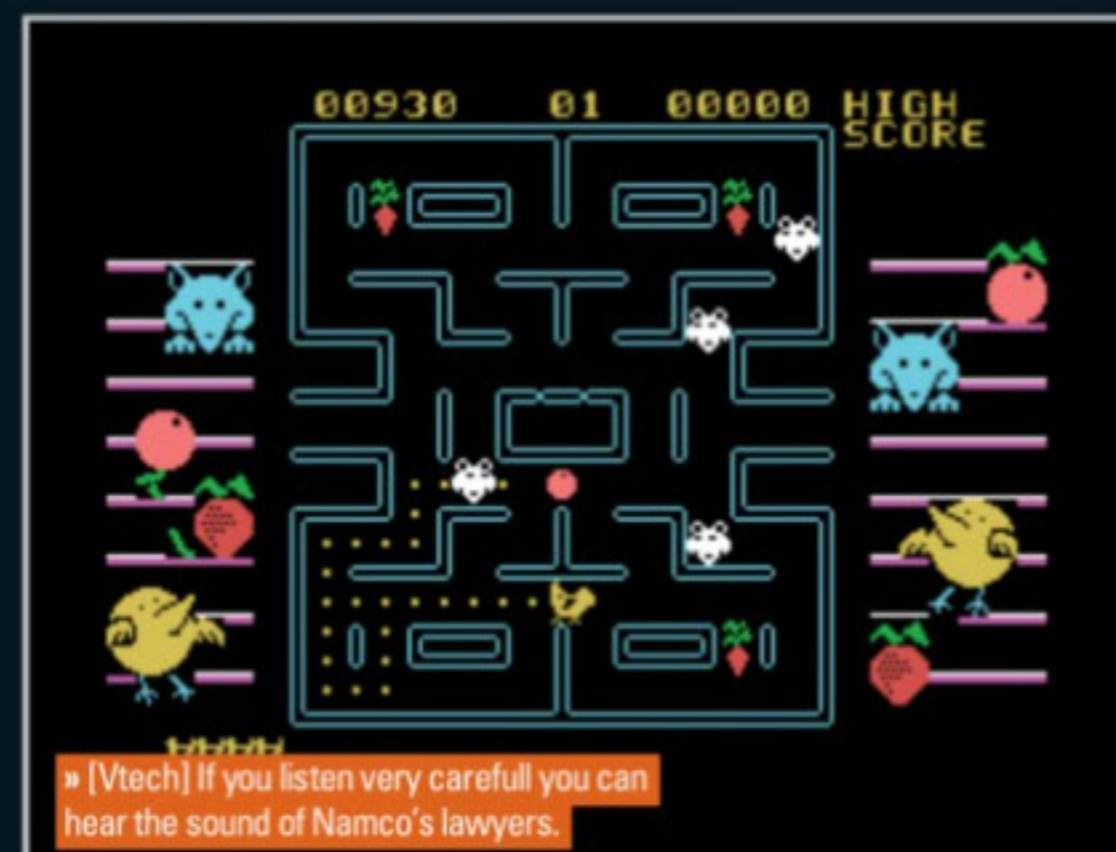 00930 01 00000 HIGH
SCORE
» [Vtech] If you listen very carefull you can
hear the sound of Namco's lawyers.